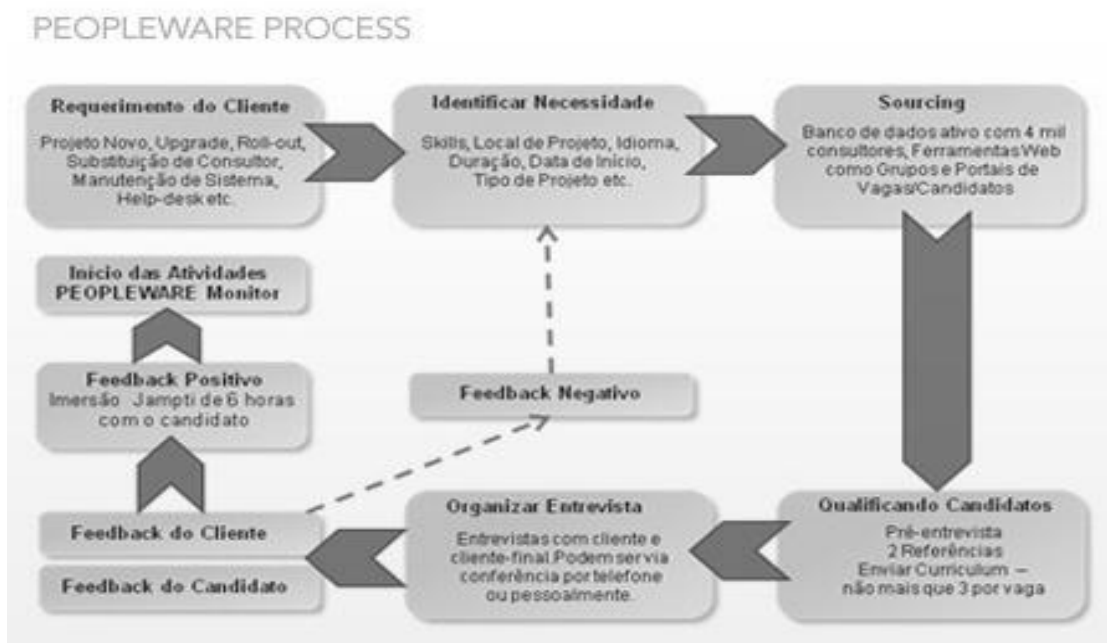 PEOPLEWARE PROCESS
Requerimento do Cliente
Projeto Novo, Upgrade, Roll-out,
Substituição de Consultor,
Manutenção de Sistema,
Help-desk etc.
Identificar Necessidade
Skills, Local de Projeto, Idioma,
Duração, Data de Início,
Tipo de Projeto etc.
Sourcing
Banco de dados ativo com 4 mil
consultores, Ferramentas Web
como Grupos e Portais de
Vagas/Candidatos
Qualificando Candidatos
Pré-entrevista
2 Referências
Enviar Curriculum –
não mais que 3 por vaga
Organizar Entrevista
Entrevistas com cliente e
cliente-final. Podem ser via
conferência por telefone
ou pessoalmente.
Feedback do Cliente
Feedback do Candidato
Feedback Negativo
Feedback Positivo
Imersão Jampti de 6 horas
com o candidato
Início das Atividades
PEOPLEWARE Monitor